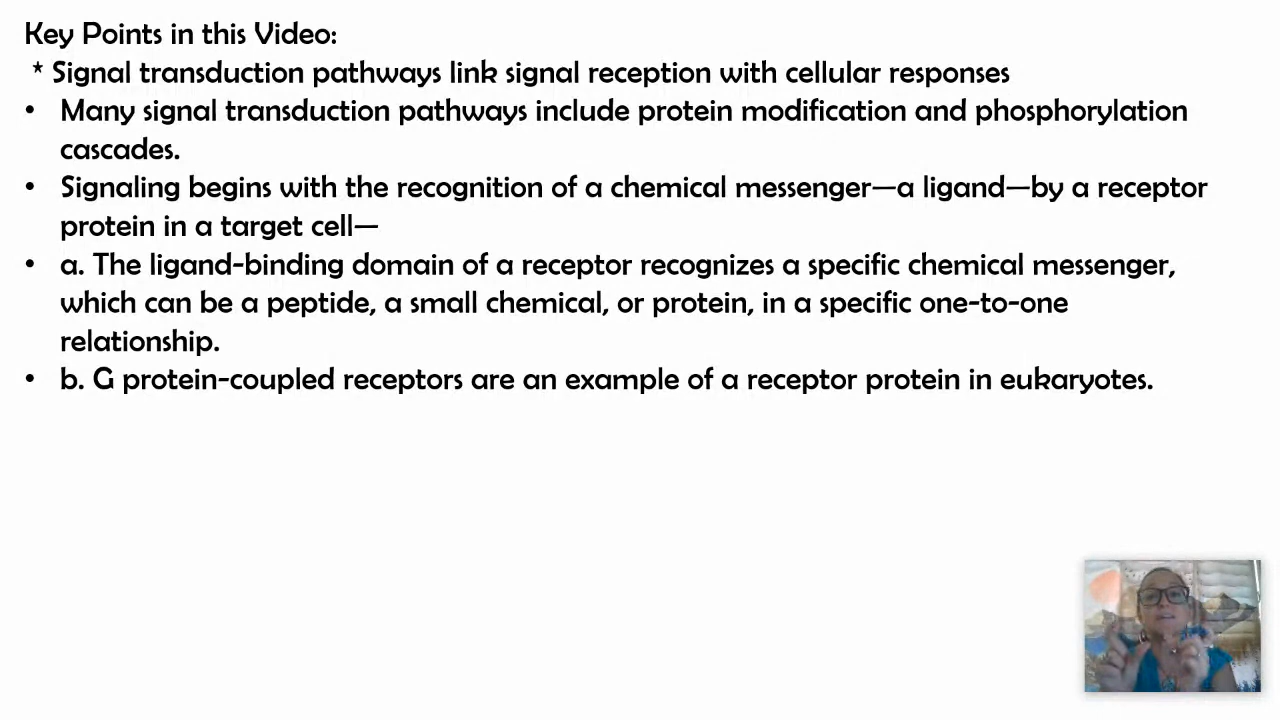 Key Points in this Video:
* Signal transduction pathways link signal reception with cellular responses
• Many signal transduction pathways include protein modification and phosphorylation
cascades.
• Signaling begins with the recognition of a chemical messenger—a ligand—by a receptor
protein in a target cell—
• a. The ligand-binding domain of a receptor recognizes a specific chemical messenger,
which can be a peptide, a small chemical, or protein, in a specific one-to-one
relationship.
• b. G protein-coupled receptors are an example of a receptor protein in eukaryotes.